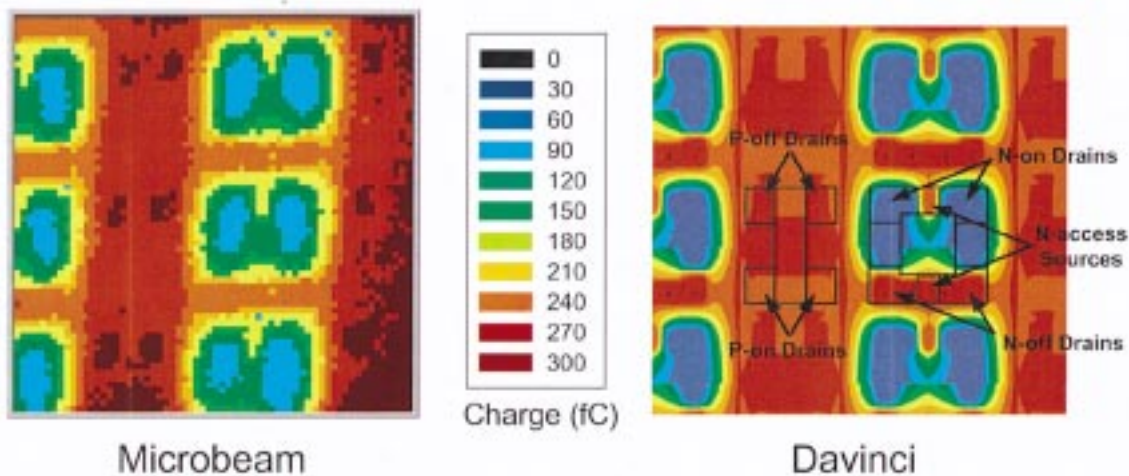 0
30
60
90
120
150
180
210
240
270
300
Charge (fC)
Microbeam
P-off Drains
N-on Drains
N-access
Sources
P-on Drains
N-off Drains
Davinci